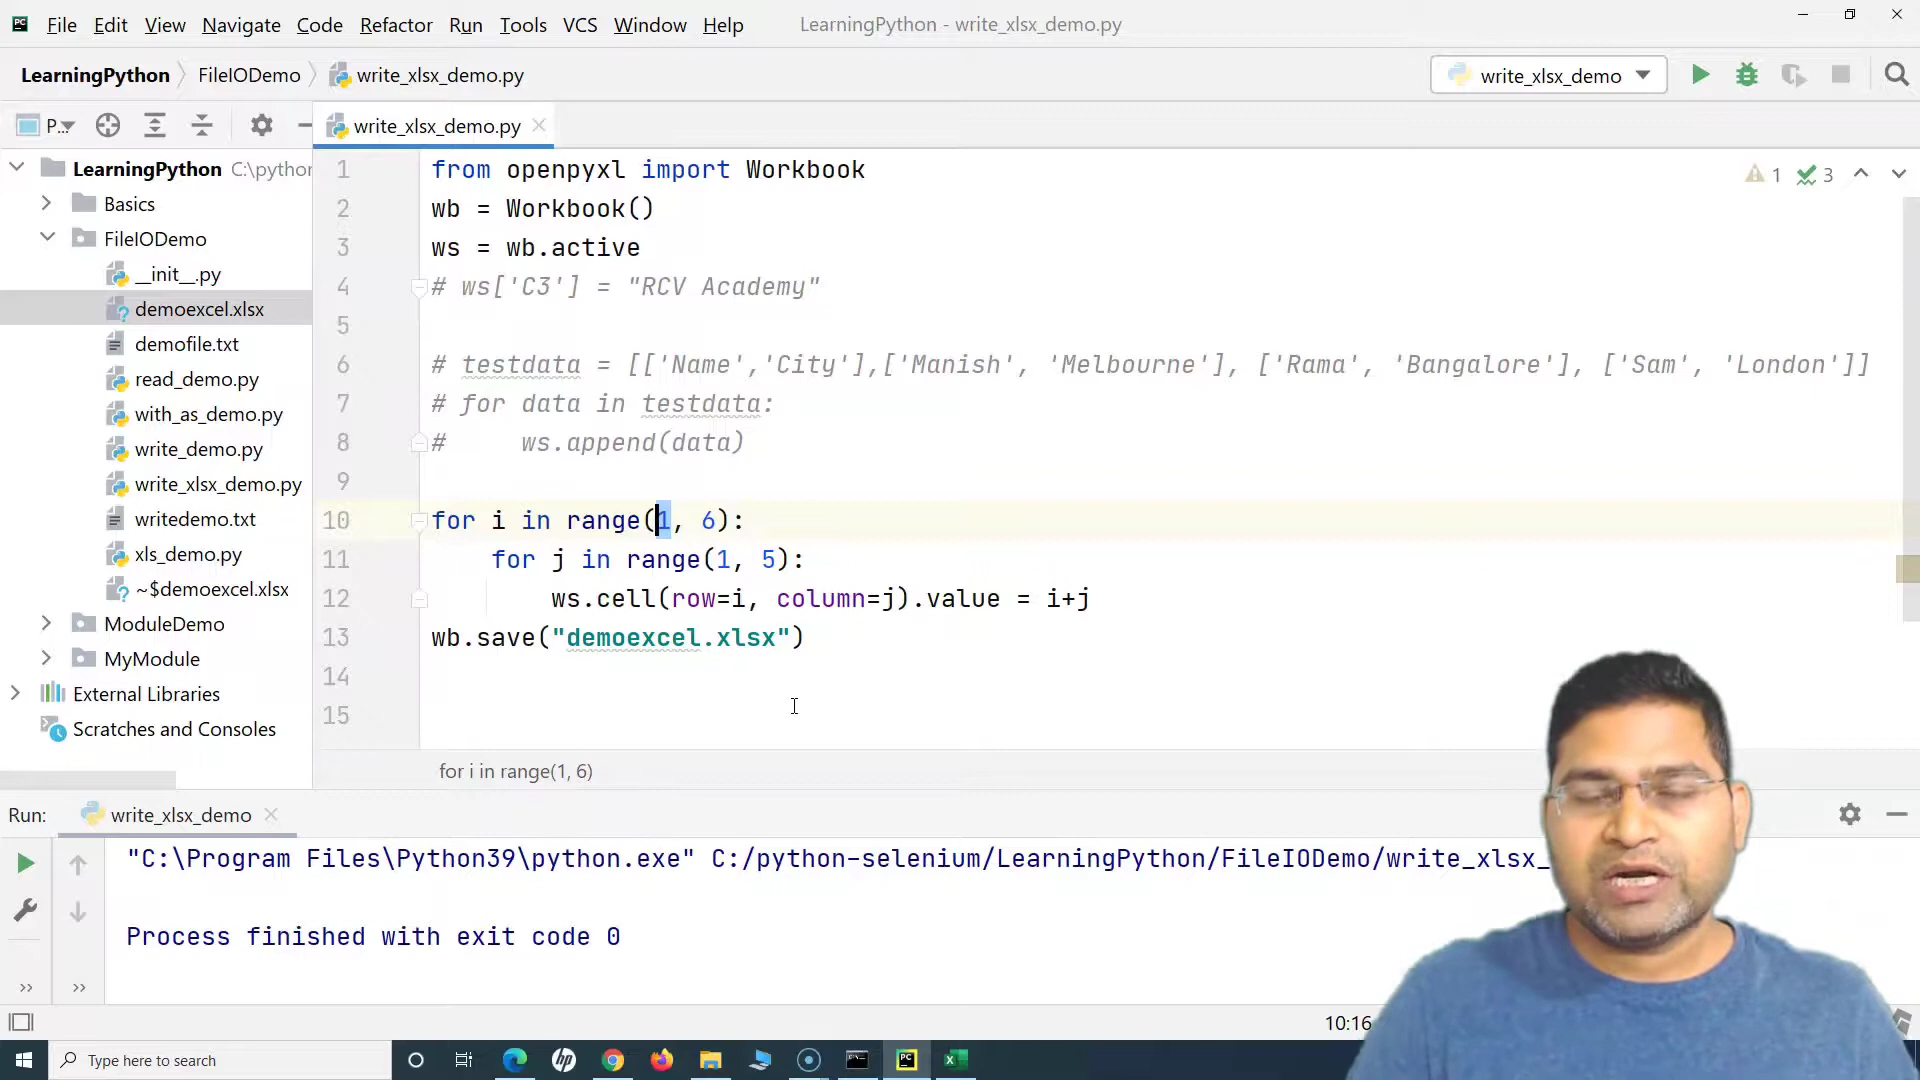 File Edit View Navigate Code Refactor Run Tools VCS Window Help LearningPython - write_xlsx_demo.py
LearningPython FileIODemo write_xlsx_demo.py write_xlsx_demo
P... write_xlsx_demo.py
LearningPython C:\pythor
Basics
FileIODemo
__init__.py
demoexcel.xlsx
demofile.txt
read_demo.py
with_as_demo.py
write_demo.py
write_xlsx_demo.py
writedemo.txt
xls_demo.py
~$demoexcel.xlsx
ModuleDemo
MyModule
External Libraries
Scratches and Consoles
1 from openpyxl import Workbook
2 wb = Workbook()
3 ws = wb.active
4 # ws['C3'] = "RCV Academy"
5
6 # testdata = [['Name','City'],['Manish', 'Melbourne'], ['Rama', 'Bangalore'], ['Sam', 'London']]
7 # for data in testdata:
8 #     ws.append(data)
9
10 for i in range(1, 6):
11     for j in range(1, 5):
12         ws.cell(row=i, column=j).value = i+j
13 wb.save("demoexcel.xlsx")
14
15
1 3
for i in range(1, 6)
Run: write_xlsx_demo
"C:\Program Files\Python39\python.exe" C:/python-selenium/LearningPython/FileIODemo/write_xlsx_
Process finished with exit code 0
10:16
Type here to search